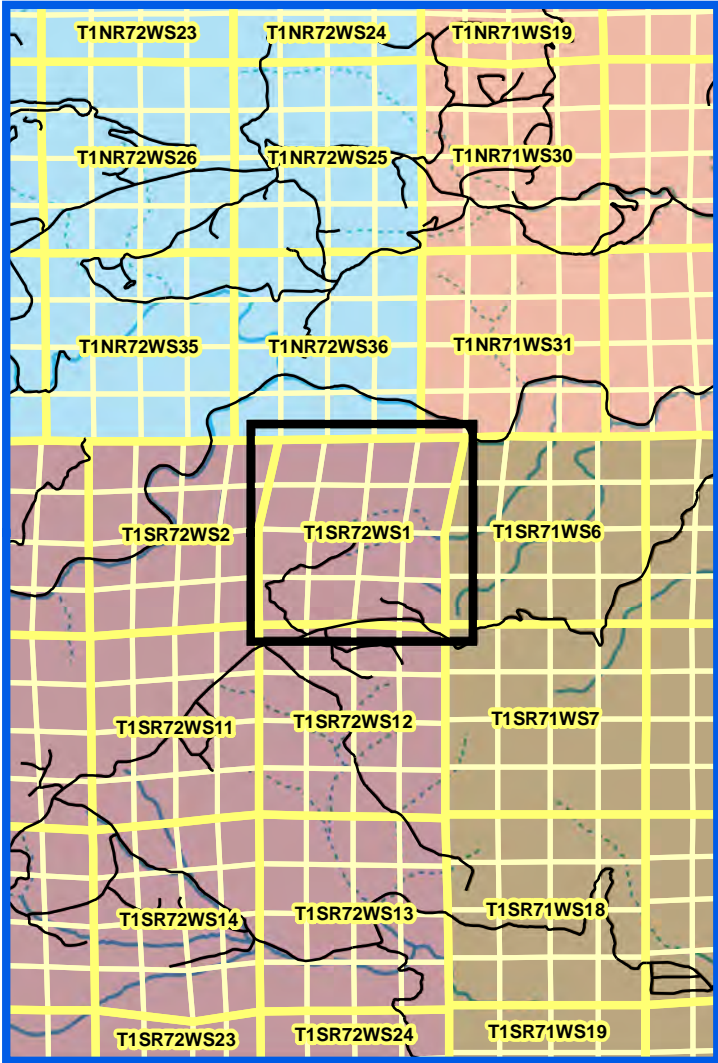 T1NR72WS23 T1NR72WS24 T1NR71WS19
T1NR72WS26 T1NR72WS25 T1NR71WS30
T1NR72WS35 T1NR72WS36 T1NR71WS31
T1SR72WS2 T1SR72WS1 T1SR71WS6
T1SR72WS11 T1SR72WS12 T1SR71WS7
T1SR72WS14 T1SR72WS13 T1SR71WS18
T1SR72WS23 T1SR72WS24 T1SR71WS19